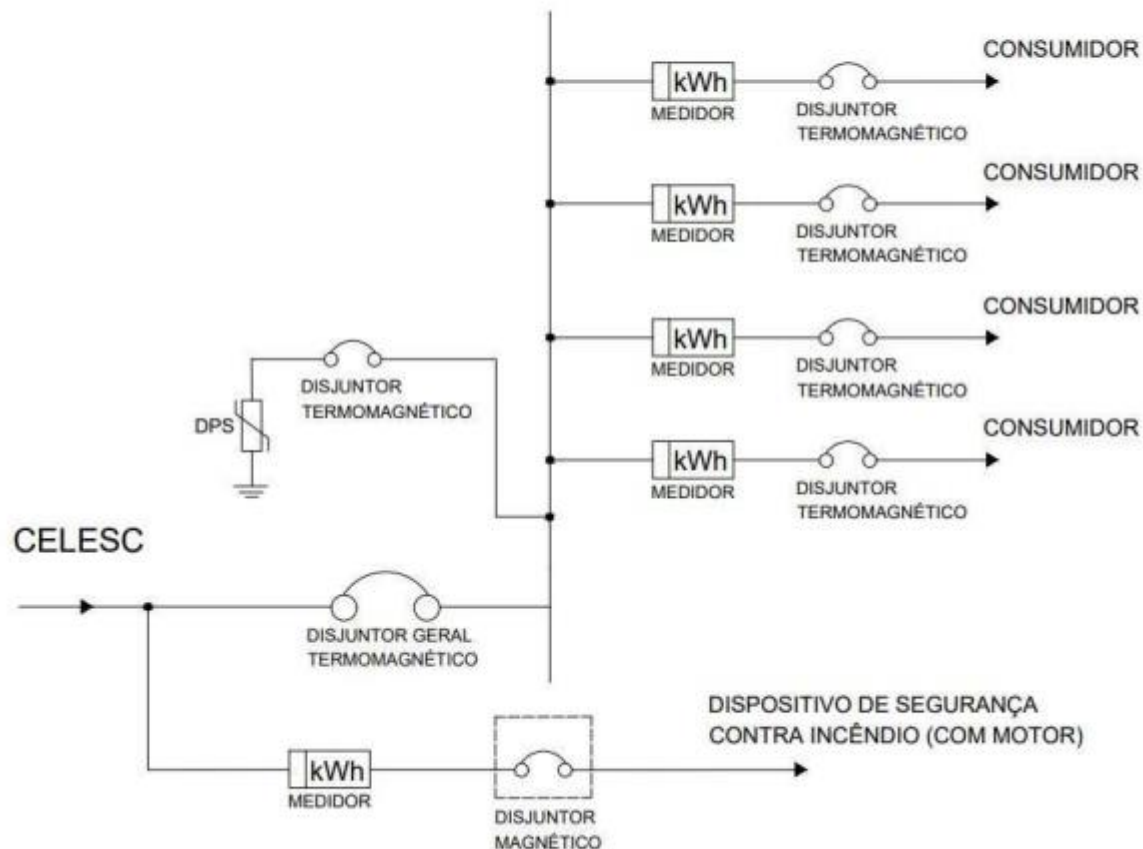 CONSUMIDOR
kWh
MEDIDOR
DISJUNTOR
TERMOMAGNÉTICO
CONSUMIDOR
kWh
MEDIDOR
DISJUNTOR
TERMOMAGNÉTICO
CONSUMIDOR
kWh
MEDIDOR
DISJUNTOR
TERMOMAGNÉTICO
DISJUNTOR
TERMOMAGNÉTICO
DPS
CONSUMIDOR
kWh
MEDIDOR
DISJUNTOR
TERMOMAGNÉTICO
CELESC
DISJUNTOR GERAL
TERMOMAGNÉTICO
DISPOSITIVO DE SEGURANÇA
CONTRA INCÊNDIO (COM MOTOR)
kWh
MEDIDOR
DISJUNTOR
MAGNÉTICO